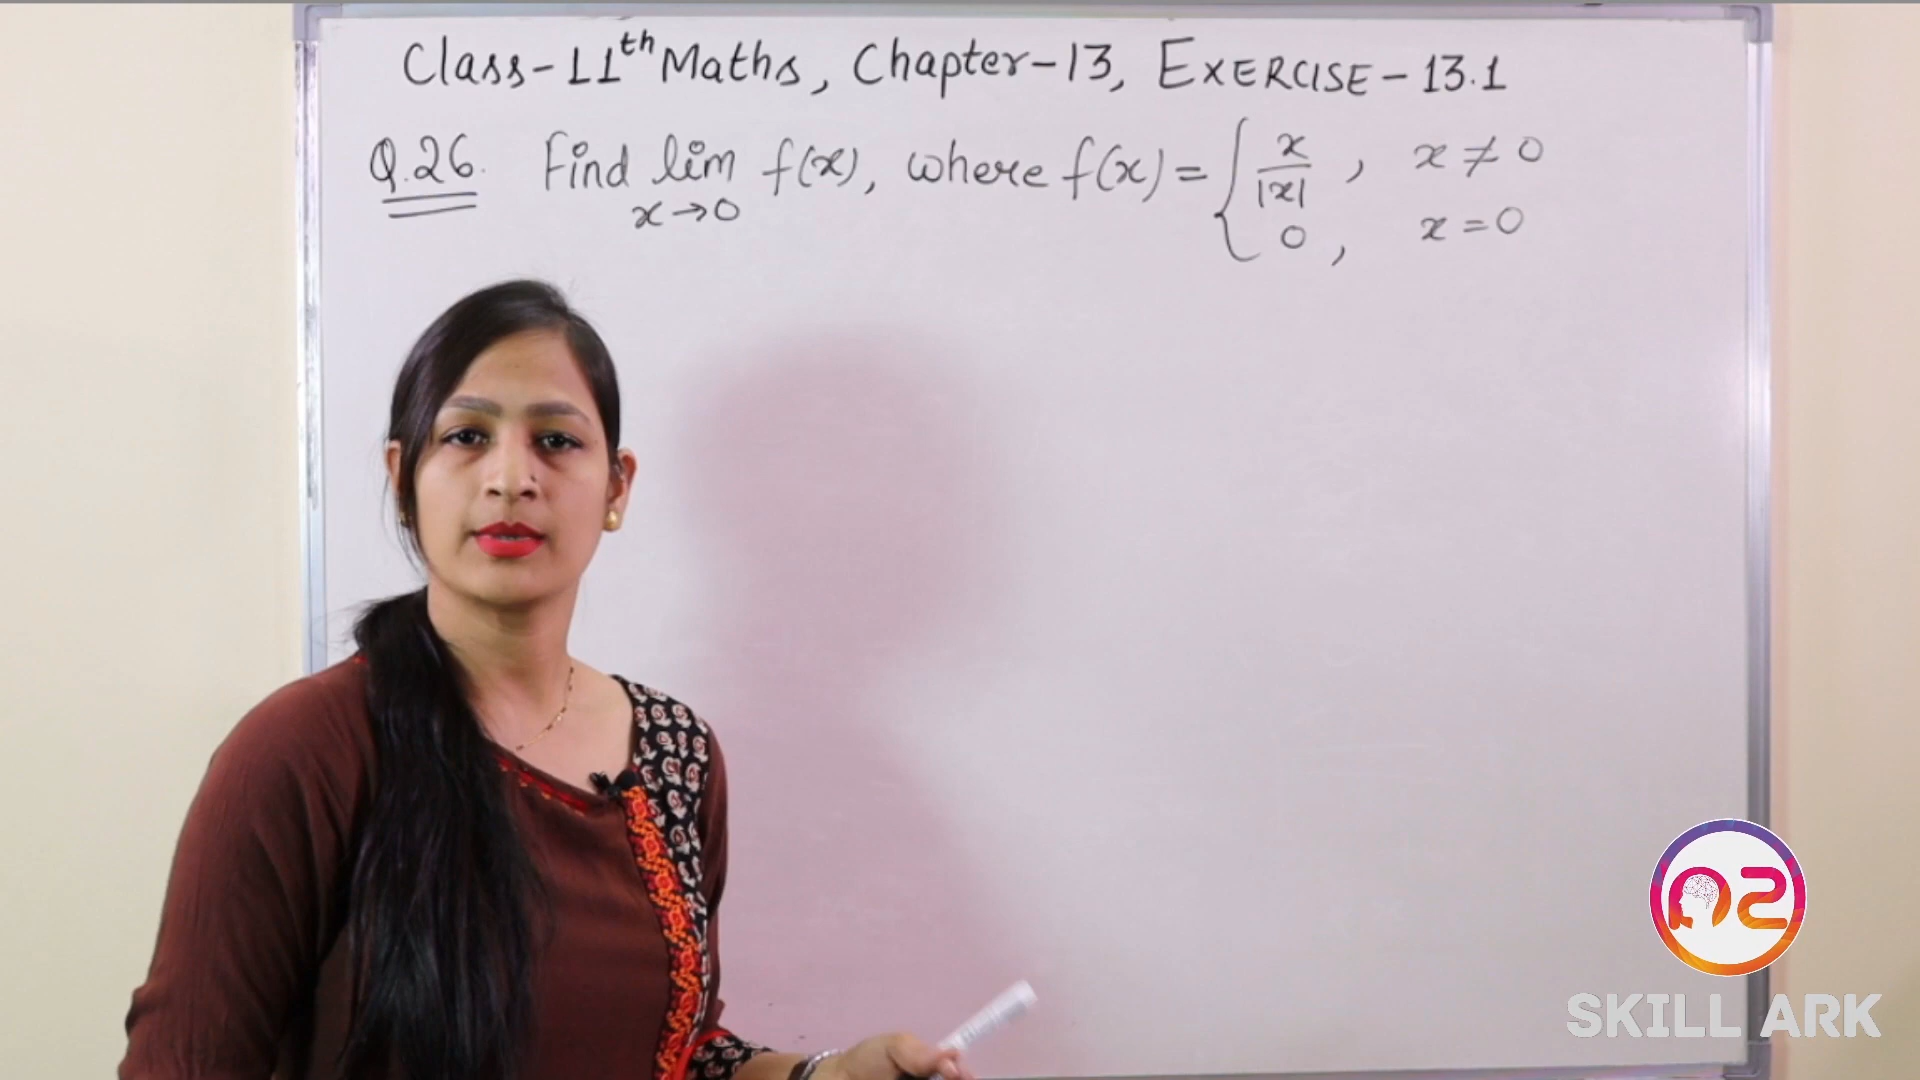 Class-11th Maths, Chapter-13, EXERCISE-13.1
Q.26. Find lim f(x), where f(x) = { x/|x| , x ≠ 0
x→0
0 , x = 0
SKILL ARK